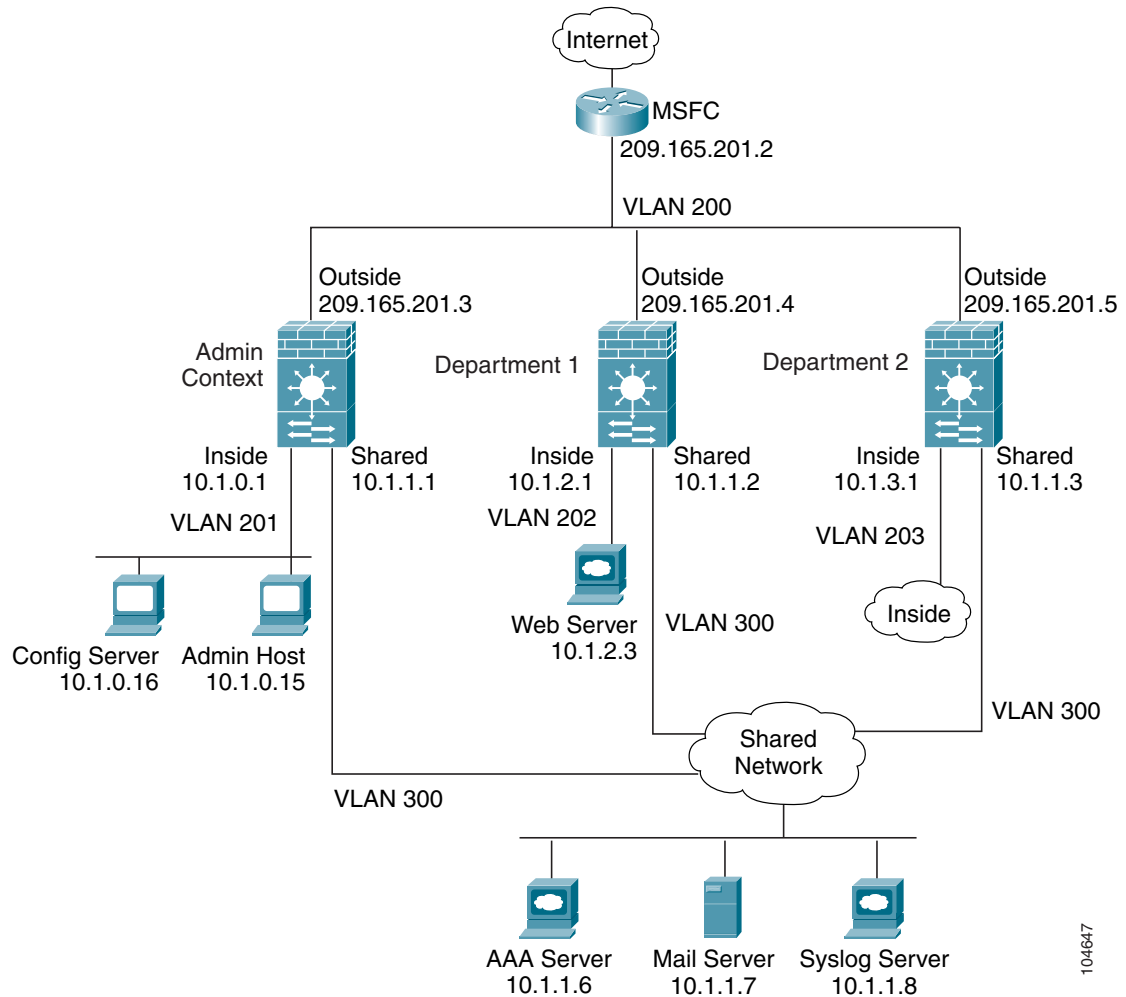 Internet
MSFC
209.165.201.2
VLAN 200
Outside
209.165.201.3
Outside
209.165.201.4
Outside
209.165.201.5
Admin
Context
Department 1
Department 2
Inside
10.1.0.1
Shared
10.1.1.1
Inside
10.1.2.1
Shared
10.1.1.2
Inside
10.1.3.1
Shared
10.1.1.3
VLAN 201
VLAN 202
VLAN 203
Config Server
10.1.0.16
Admin Host
10.1.0.15
Web Server
10.1.2.3
VLAN 300
Inside
VLAN 300
Shared
Network
VLAN 300
AAA Server
10.1.1.6
Mail Server
10.1.1.7
Syslog Server
10.1.1.8
104647